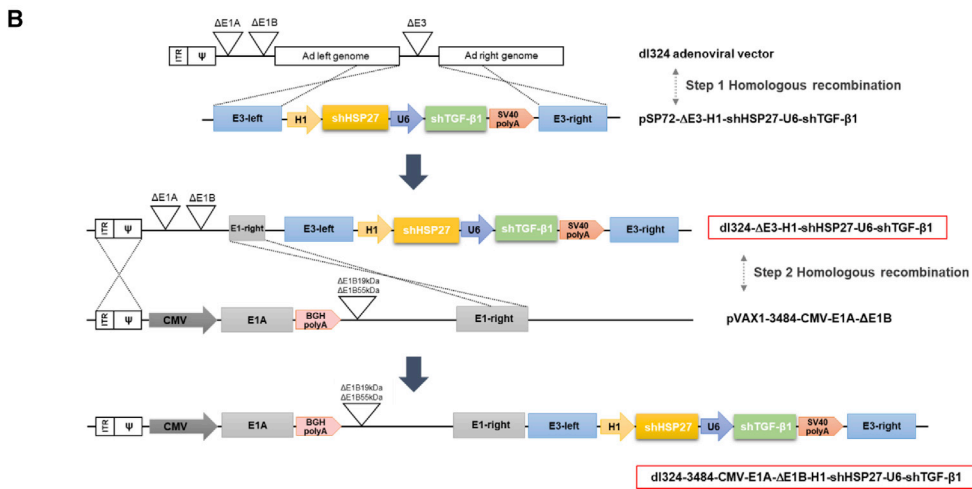 B
ΔE1A ΔE1B ΔE3
ITR Ψ Ad left genome Ad right genome dl324 adenoviral vector
Step 1 Homologous recombination
E3-left H1 shHSP27 U6 shTGF-β1 SV40 polyA E3-right pSP72-ΔE3-H1-shHSP27-U6-shTGF-β1
ΔE1A ΔE1B
ITR Ψ E1-right E3-left H1 shHSP27 U6 shTGF-β1 SV40 polyA E3-right dl324-ΔE3-H1-shHSP27-U6-shTGF-β1
Step 2 Homologous recombination
ΔE1B19kDa
ΔE1B55kDa
ITR Ψ CMV E1A BGH polyA E1-right pVAX1-3484-CMV-E1A-ΔE1B
ΔE1B19kDa
ΔE1B55kDa
ITR Ψ CMV E1A BGH polyA E1-right E3-left H1 shHSP27 U6 shTGF-β1 SV40 polyA E3-right
dl324-3484-CMV-E1A-ΔE1B-H1-shHSP27-U6-shTGF-β1